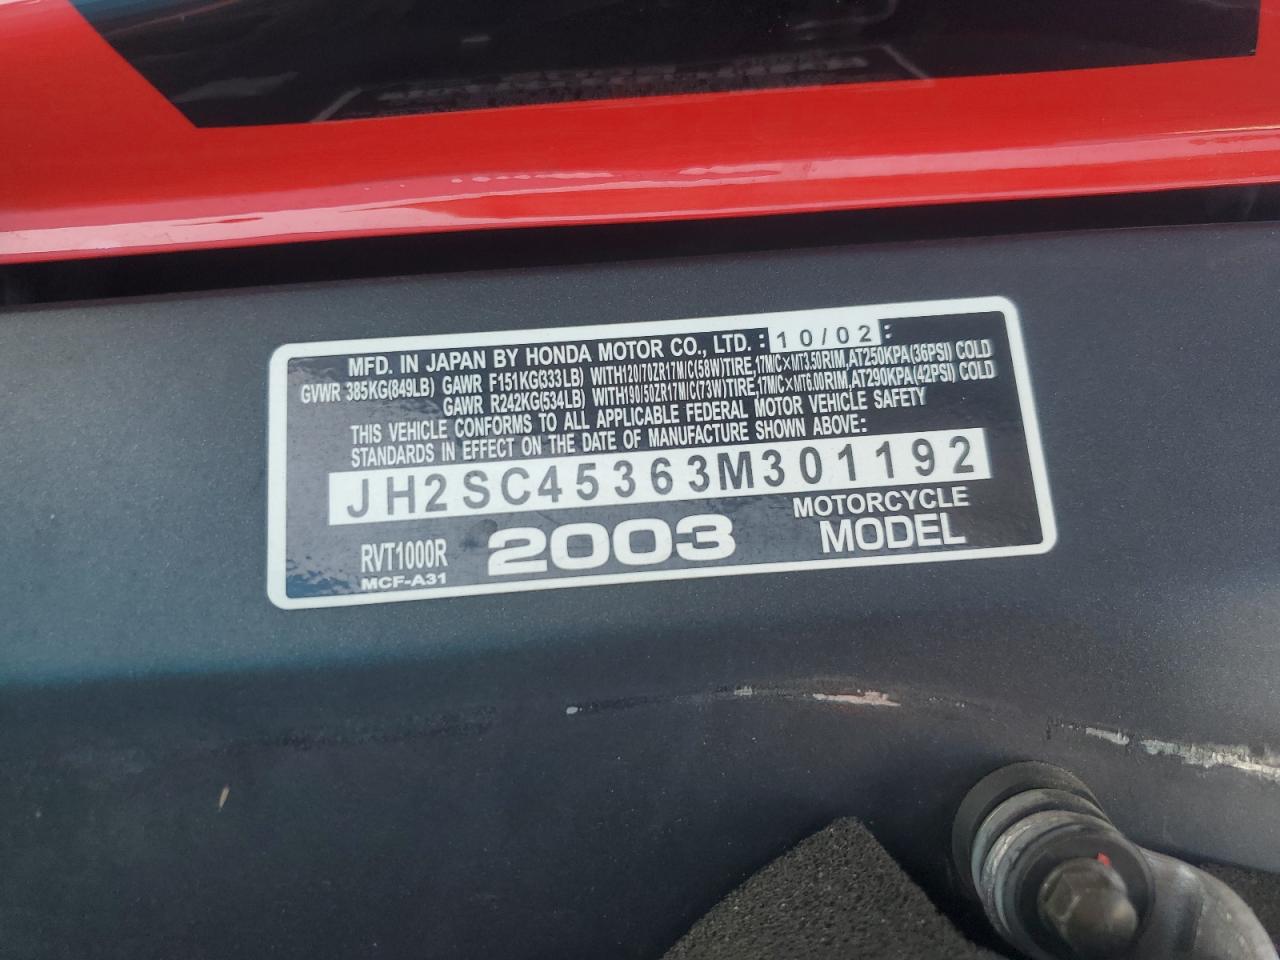 MFD. IN JAPAN BY HONDA MOTOR CO., LTD. : 10/02 :
GVWR 385KG(849LB) GAWR F151KG(333LB) WITH120/70ZR17M/C(58W)TIRE,17M/C×MT3.50RIM,AT250KPA(36PSI) COLD
GAWR R242KG(534LB) WITH190/50ZR17M/C(73W)TIRE,17M/C×MT6.00RIM,AT290KPA(42PSI) COLD
THIS VEHICLE CONFORMS TO ALL APPLICABLE FEDERAL MOTOR VEHICLE SAFETY
STANDARDS IN EFFECT ON THE DATE OF MANUFACTURE SHOWN ABOVE:
JH2SC45363M301192
RVT1000R 2003 MOTORCYCLE
MCF-A31 MODEL